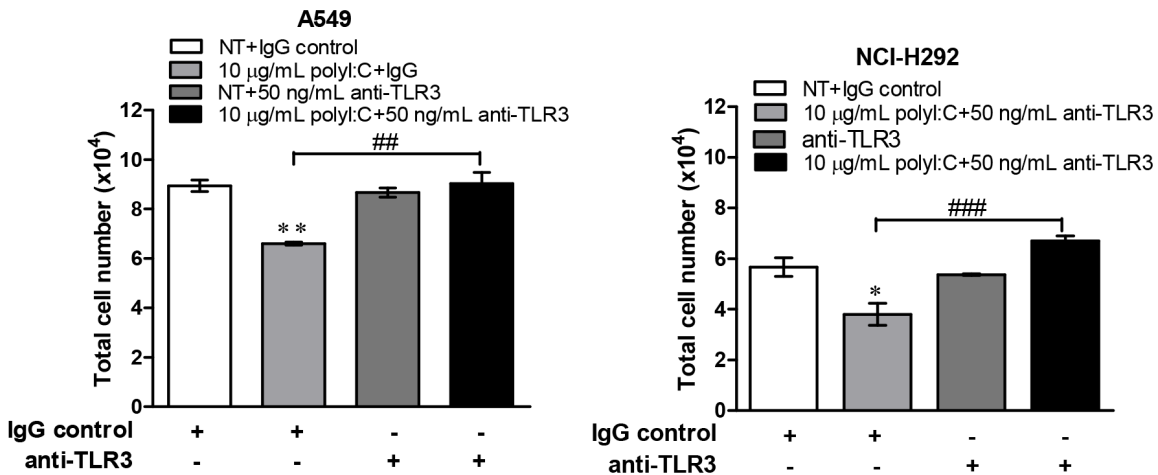 A549
NT+IgG control
10 μg/mL polyI:C+IgG
NT+50 ng/mL anti-TLR3
10 μg/mL polyI:C+50 ng/mL anti-TLR3
Total cell number (x10⁴)
12
10
8
6
4
2
0
**
##
IgG control + + - -
anti-TLR3 - - + +
NCI-H292
NT+IgG control
10 μg/mL polyI:C+50 ng/mL anti-TLR3
anti-TLR3
10 μg/mL polyI:C+50 ng/mL anti-TLR3
Total cell number (x10⁴)
12
10
8
6
4
2
0
*
###
IgG control + + - -
anti-TLR3 - - + +